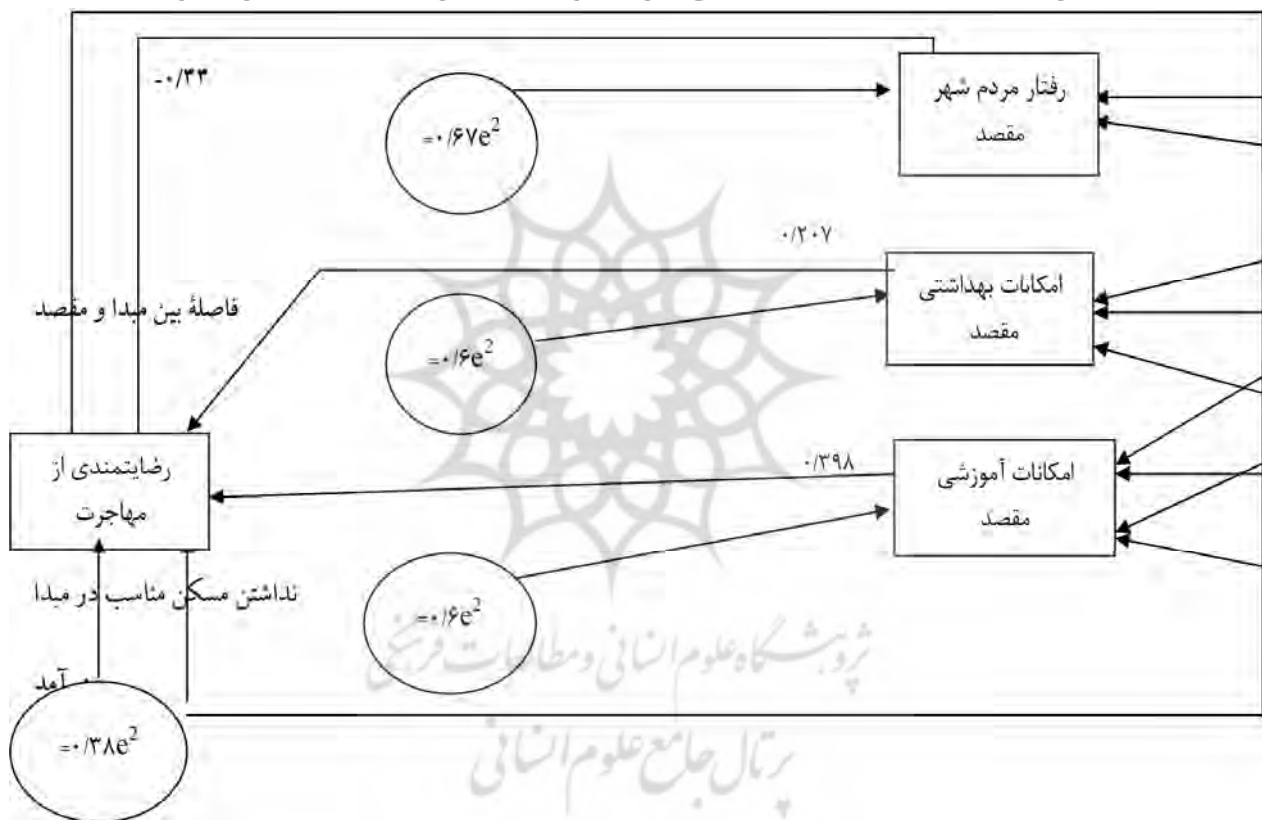 -۰/۳۳
رفتار مردم شهر
مقصد
=۰/۶۷e²
۰/۲۰۷
امکانات بهداشتی
مقصد
فاصلهٔ بین مبدا و مقصد
=۰/۶e²
رضایتمندی از
مهاجرت
۰/۳۹۸
امکانات آموزشی
مقصد
نداشتن مسکن مناسب در مبدا
=۰/۶e²
پژوهشگاه علوم انسانی و مطالعات فرهنگی
=۰/۳۸e²
پرتال جامع علوم انسانی